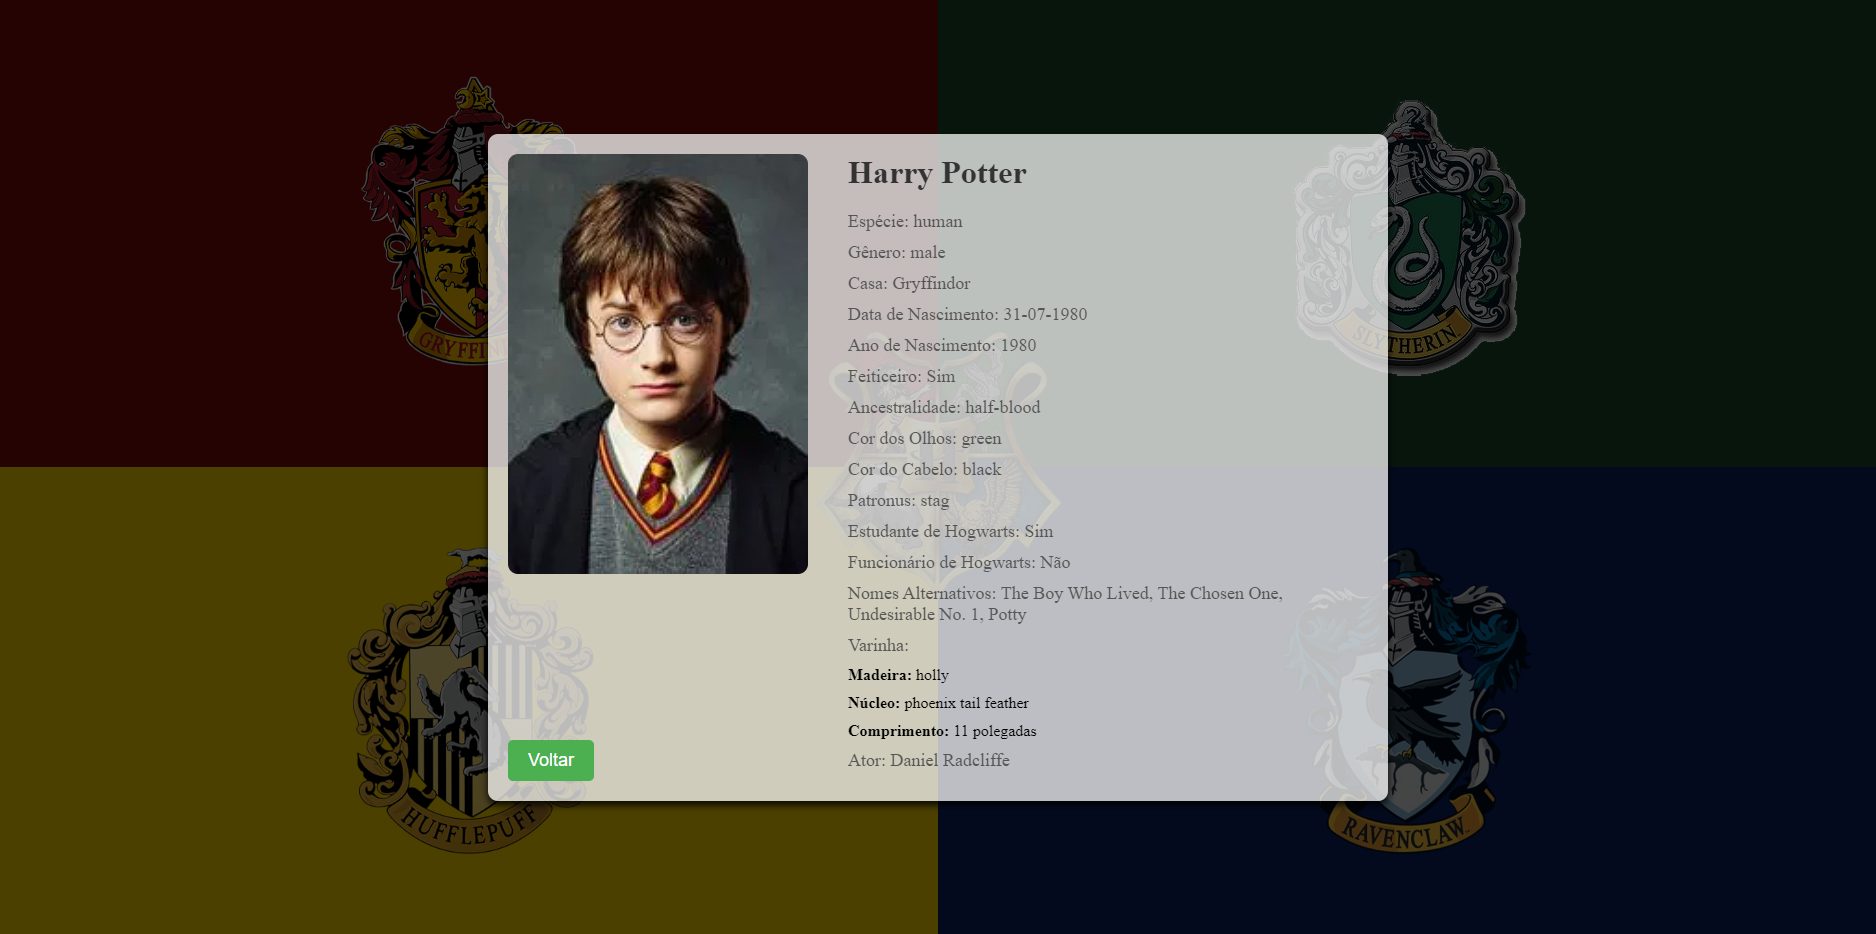 Harry Potter
Espécie: human
Gênero: male
Casa: Gryffindor
Data de Nascimento: 31-07-1980
Ano de Nascimento: 1980
Feiticeiro: Sim
Ancestralidade: half-blood
Cor dos Olhos: green
Cor do Cabelo: black
Patronus: stag
Estudante de Hogwarts: Sim
Funcionário de Hogwarts: Não
Nomes Alternativos: The Boy Who Lived, The Chosen One,
Undesirable No. 1, Potty
Varinha:
Madeira: holly
Núcleo: phoenix tail feather
Comprimento: 11 polegadas
Ator: Daniel Radcliffe
Voltar
GRYFFIN
SLYTHERIN
HUFFLEPUFF
RAVENCLAW